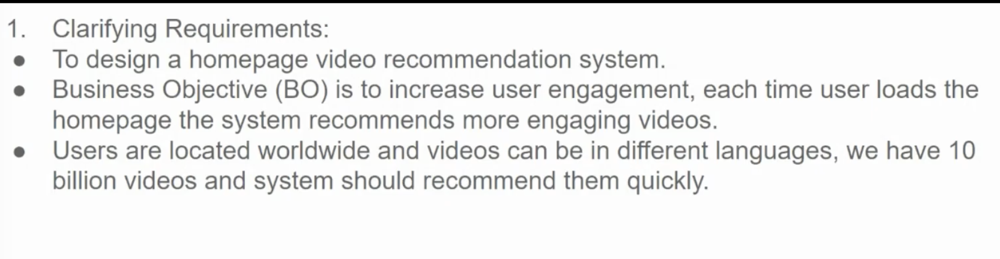 1. Clarifying Requirements:
● To design a homepage video recommendation system.
● Business Objective (BO) is to increase user engagement, each time user loads the
homepage the system recommends more engaging videos.
● Users are located worldwide and videos can be in different languages, we have 10
billion videos and system should recommend them quickly.